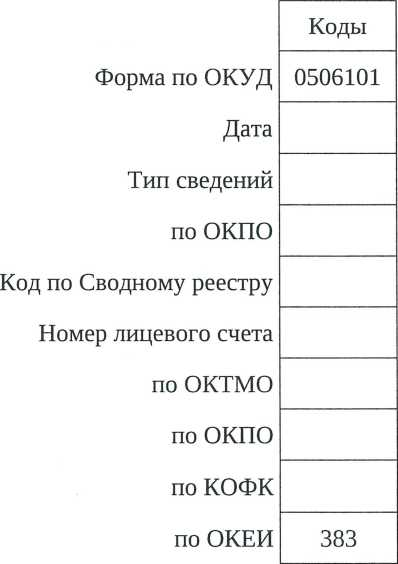 Коды
Форма по ОКУД 0506101
Дата
Тип сведений
по ОКПО
Код по Сводному реестру
Номер лицевого счета
по ОКТМО
по ОКПО
по КОФК
по ОКЕИ 383